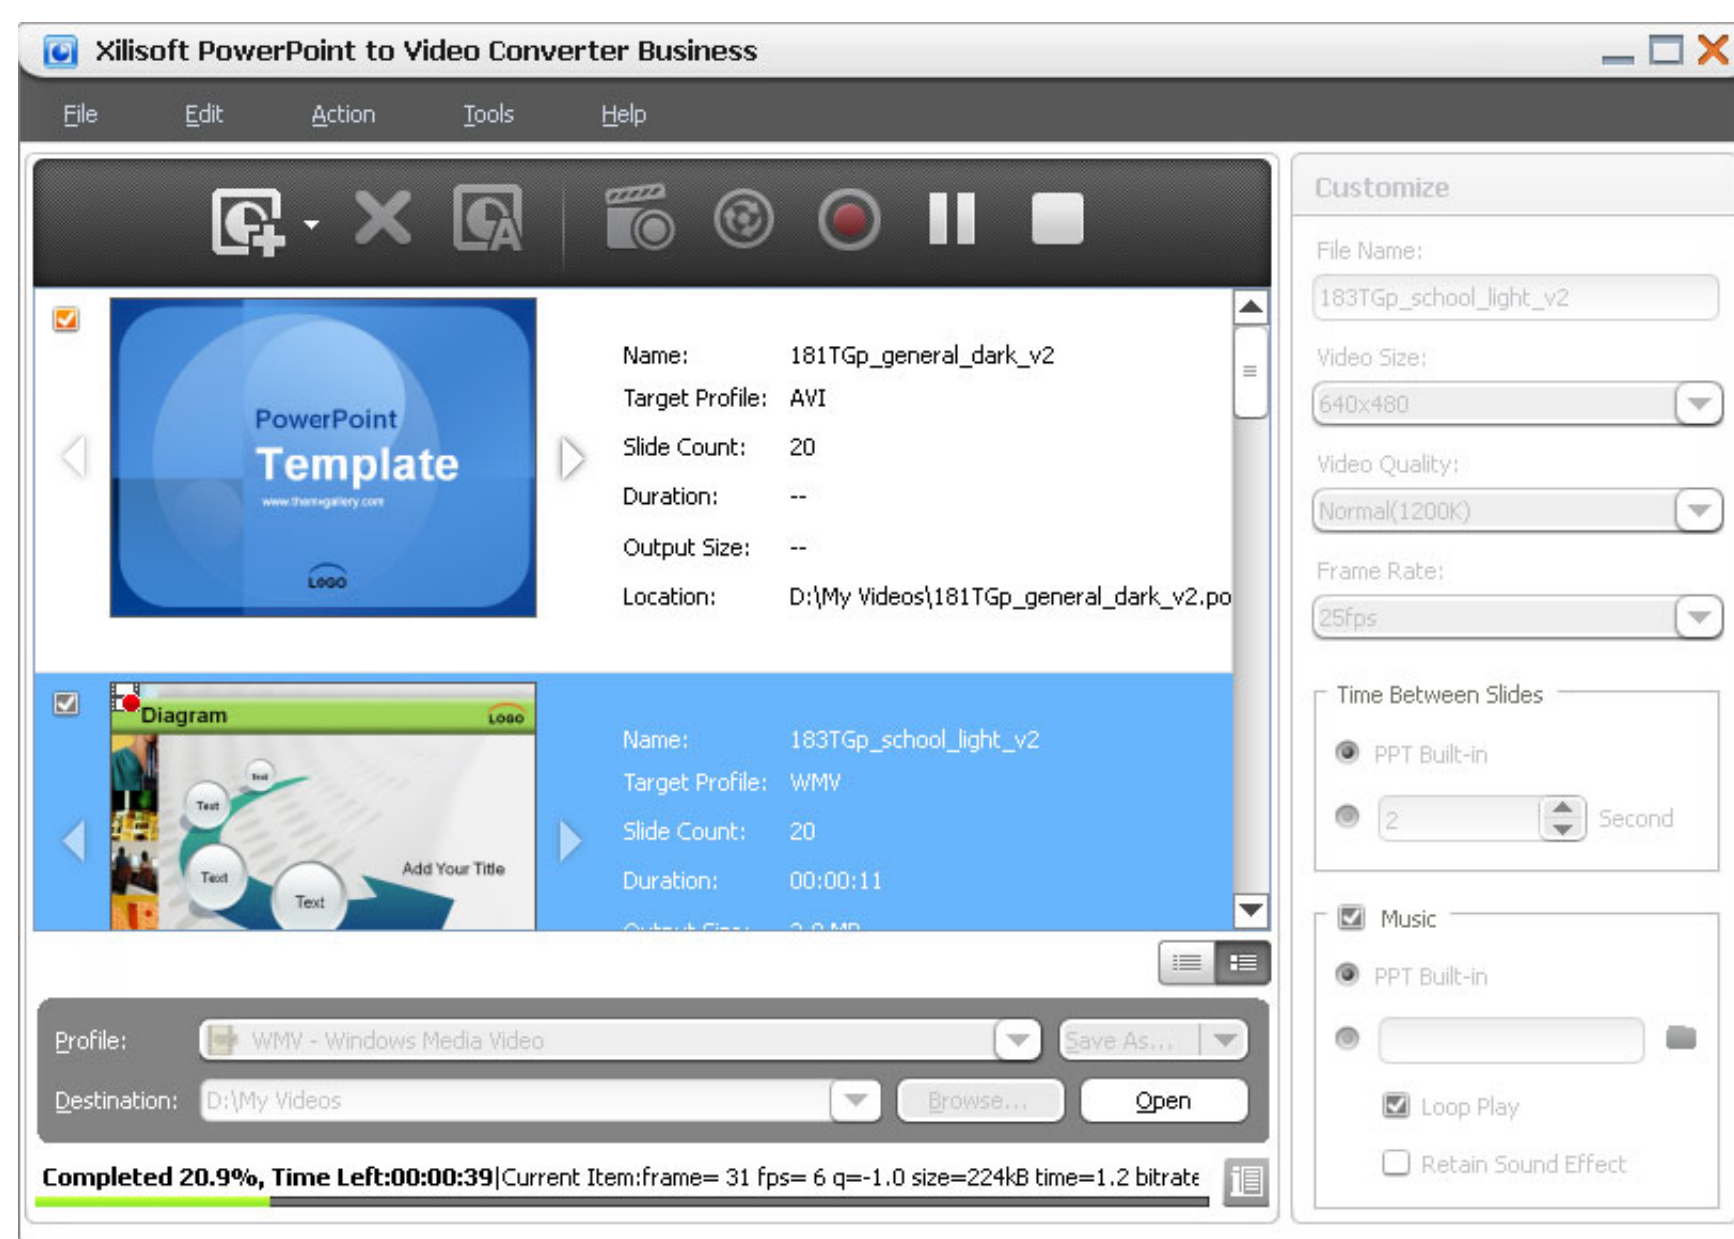 Xilisoft PowerPoint to Video Converter Business
File Edit Action Tools Help
Customize
File Name:
183TGp_school_light_v2
Video Size:
640x480
Video Quality:
Normal(1200K)
Frame Rate:
25fps
Time Between Slides
PPT Built-in
2 Second
Music
PPT Built-in
Loop Play
Retain Sound Effect
PowerPoint
Template
www.themegallery.com
LOGO
Name: 181TGp_general_dark_v2
Target Profile: AVI
Slide Count: 20
Duration: --
Output Size: --
Location: D:\My Videos\181TGp_general_dark_v2.po
Diagram
LOGO
Text
Text
Text
Text
Add Your Title
Name: 183TGp_school_light_v2
Target Profile: WMV
Slide Count: 20
Duration: 00:00:11
Output Size:
Profile: WMV - Windows Media Video Save As...
Destination: D:\My Videos Browse... Open
Completed 20.9%, Time Left:00:00:39|Current Item:frame= 31 fps= 6 q=-1.0 size=224kB time=1.2 bitrate